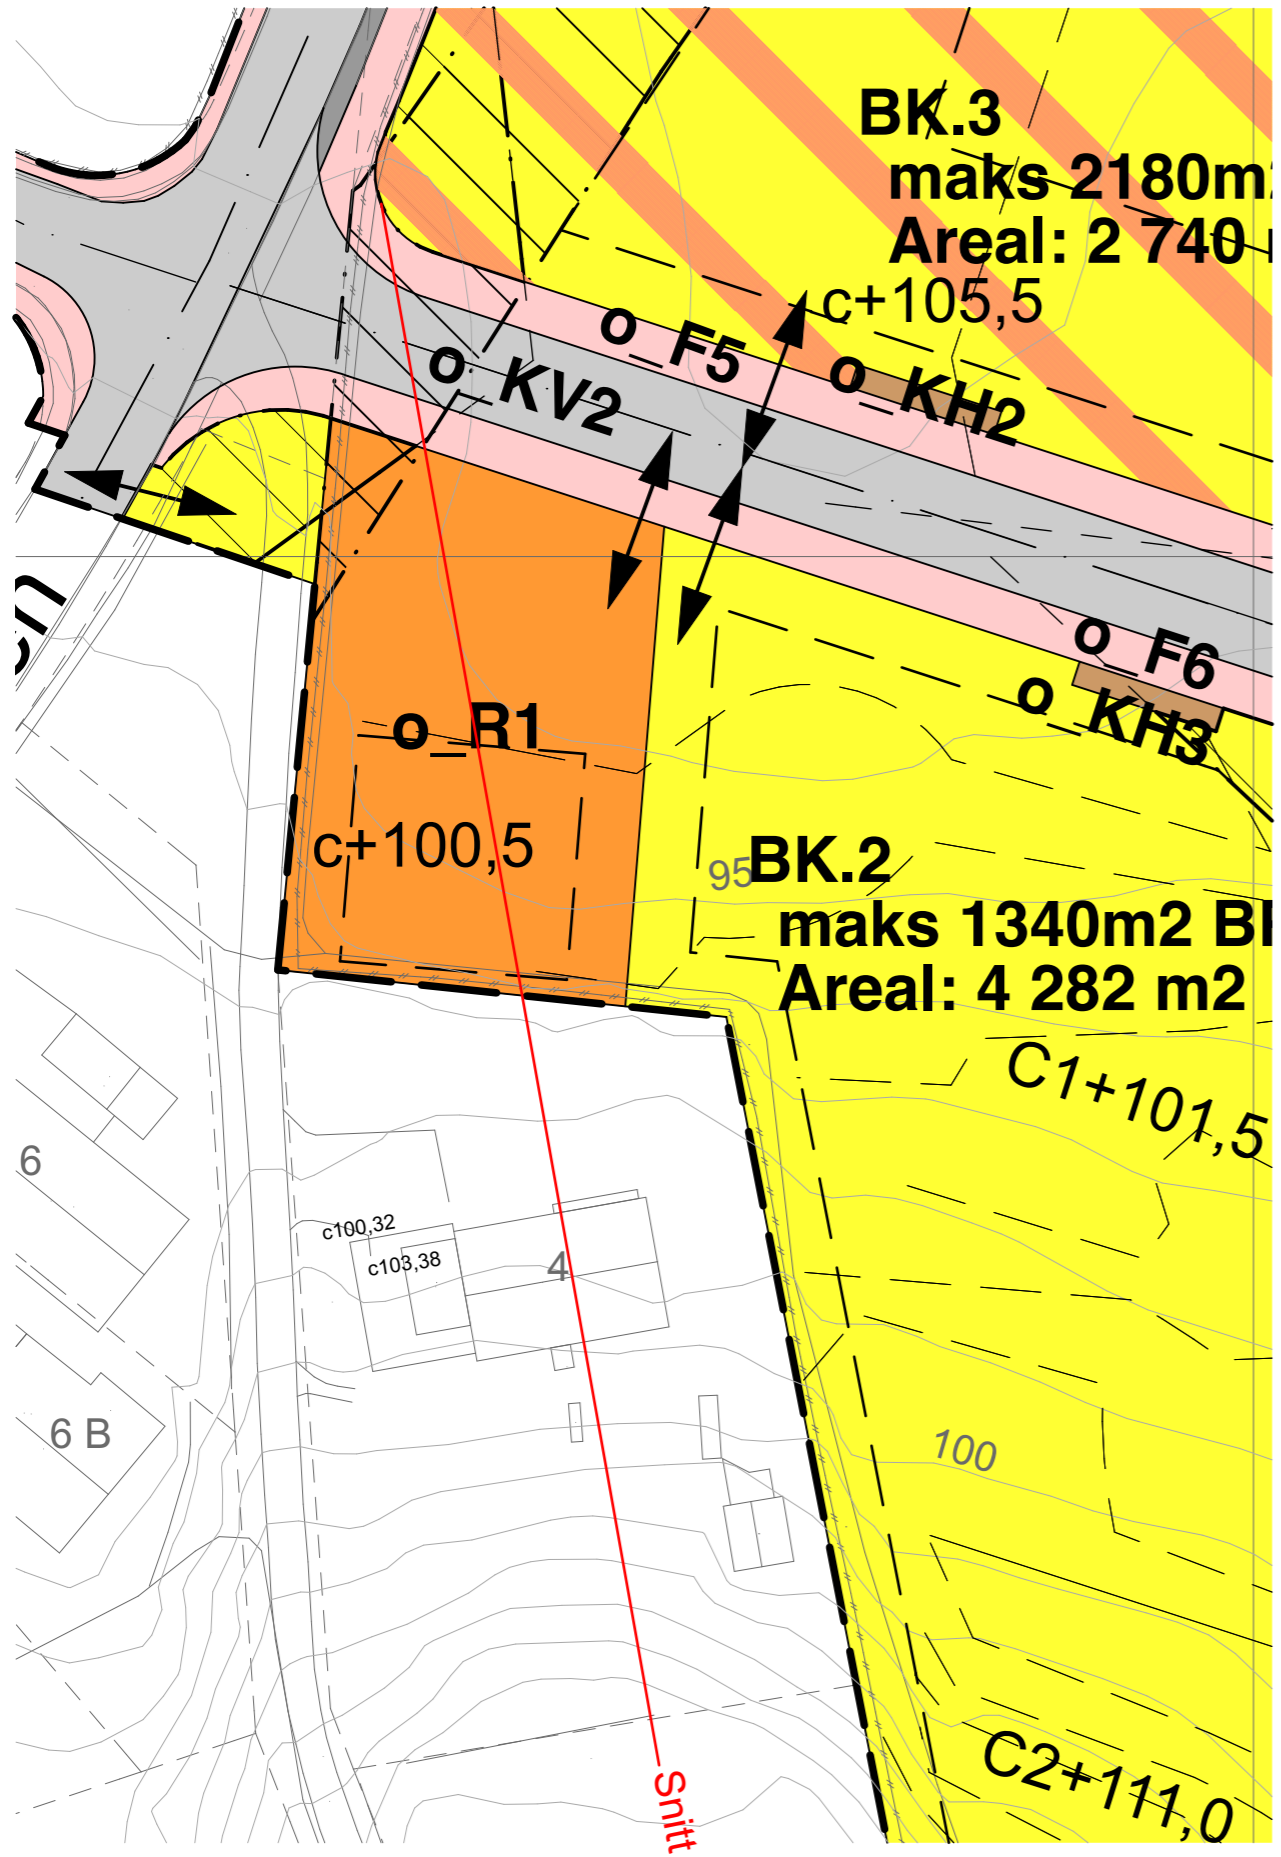 BK.3
maks 2180m2
Areal: 2 740
c+105,5
o_F5
o_KH2
o_KV2
o_F6
o_KH3
en
o_R1
c+100,5
95
BK.2
maks 1340m2 B
Areal: 4 282 m2
C1+101,5
6
c100,32
c103,38
4
6 B
100
C2+111,0
Snitt